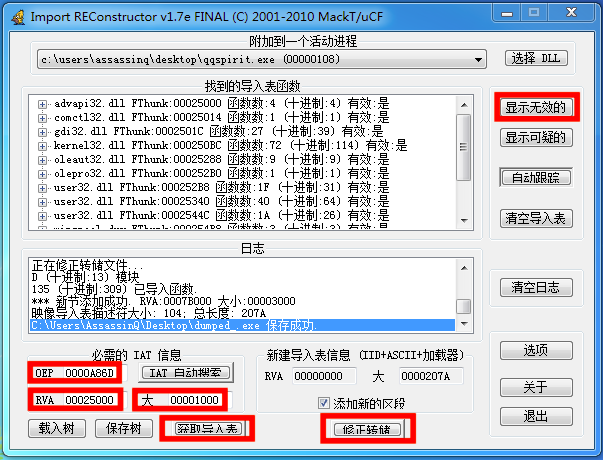 Import REConstructor v1.7e FINAL (C) 2001-2010 MackT/uCF
附加到一个活动进程
c:\users\assassinq\desktop\qqspirit.exe (00000108)
选择 DLL
找到的导入表函数
advapi32.dll FThunk:00025000 函数数:4 (十进制:4) 有效:是
comctl32.dll FThunk:00025014 函数数:1 (十进制:1) 有效:是
gdi32.dll FThunk:0002501C 函数数:27 (十进制:39) 有效:是
kernel32.dll FThunk:000250BC 函数数:72 (十进制:114) 有效:是
oleaut32.dll FThunk:00025288 函数数:9 (十进制:9) 有效:是
olepro32.dll FThunk:000252B0 函数数:1 (十进制:1) 有效:是
user32.dll FThunk:000252B8 函数数:1F (十进制:31) 有效:是
user32.dll FThunk:00025340 函数数:40 (十进制:64) 有效:是
user32.dll FThunk:0002544C 函数数:1A (十进制:26) 有效:是
显示无效的
显示可疑的
自动跟踪
清空导入表
日志
正在修正转储文件...
D (十进制:13) 模块
135 (十进制:309) 已导入函数.
*** 新节添加成功. RVA:0007B000 大小:00003000
映像导入表描述符大小: 104; 总长度: 207A
C:\Users\AssassinQ\Desktop\dumped_.exe 保存成功.
清空日志
必需的 IAT 信息
OEP 0000A86D
IAT 自动搜索
RVA 00025000
大 00001000
载入树
保存树
获取导入表
新建导入表信息 (IID+ASCII+加载器)
RVA 00000000
大 0000207A
添加新的区段
修正转储
选项
关于
退出